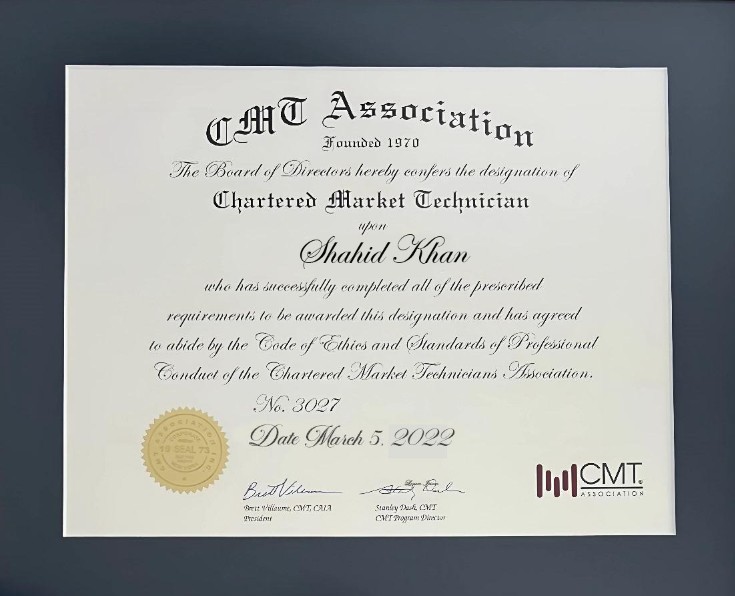 CMT Association
Founded 1970
The Board of Directors hereby confers the designation of
Chartered Market Technician
upon
Shahid Khan
who has successfully completed all of the prescribed
requirements to be awarded this designation and has agreed
to abide by the Code of Ethics and Standards of Professional
Conduct of the Chartered Market Technicians Association.
No. 3027
Date March 5, 2022
SEAL
Brett Villaume, CMT, CAIA
President
Stanley Dash, CMT
CMT Program Director
CMT®
ASSOCIATION